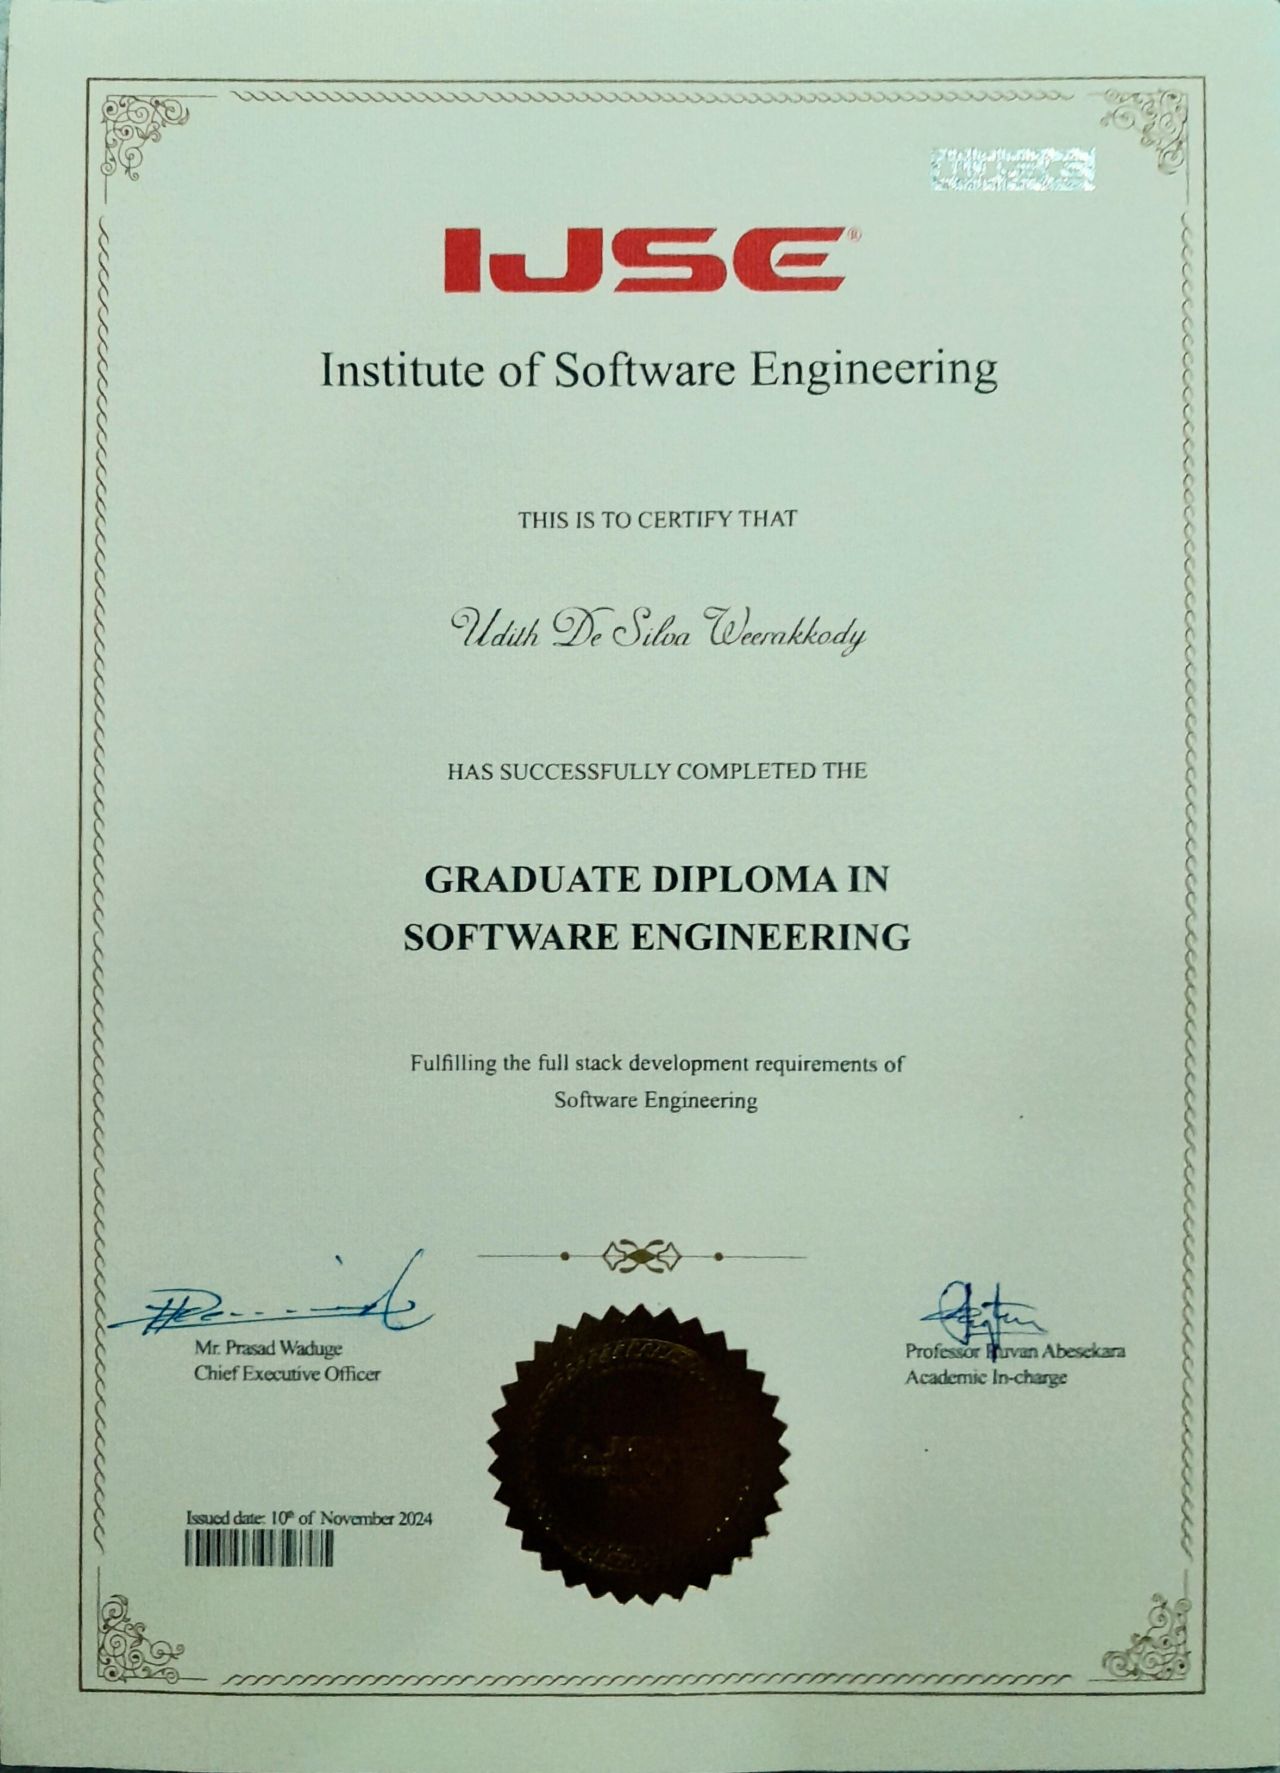 IJSE®
Institute of Software Engineering
THIS IS TO CERTIFY THAT
Udith De Silva Weerakkody
HAS SUCCESSFULLY COMPLETED THE
GRADUATE DIPLOMA IN
SOFTWARE ENGINEERING
Fulfilling the full stack development requirements of
Software Engineering
Mr. Prasad Waduge
Chief Executive Officer
Professor Ruvan Abesekara
Academic In-charge
Issued date: 10th of November 2024